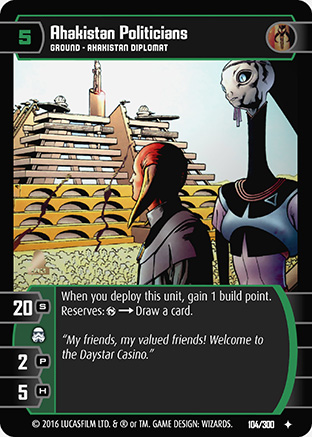 5 Ahakistan Politicians
GROUND - AHAKISTAN DIPLOMAT
20 S
When you deploy this unit, gain 1 build point.
Reserves: → Draw a card.
2 P
“My friends, my valued friends! Welcome to
the Daystar Casino.”
5 H
© 2016 LUCASFILM LTD. & ® OR TM. GAME DESIGN: WIZARDS. 104/300